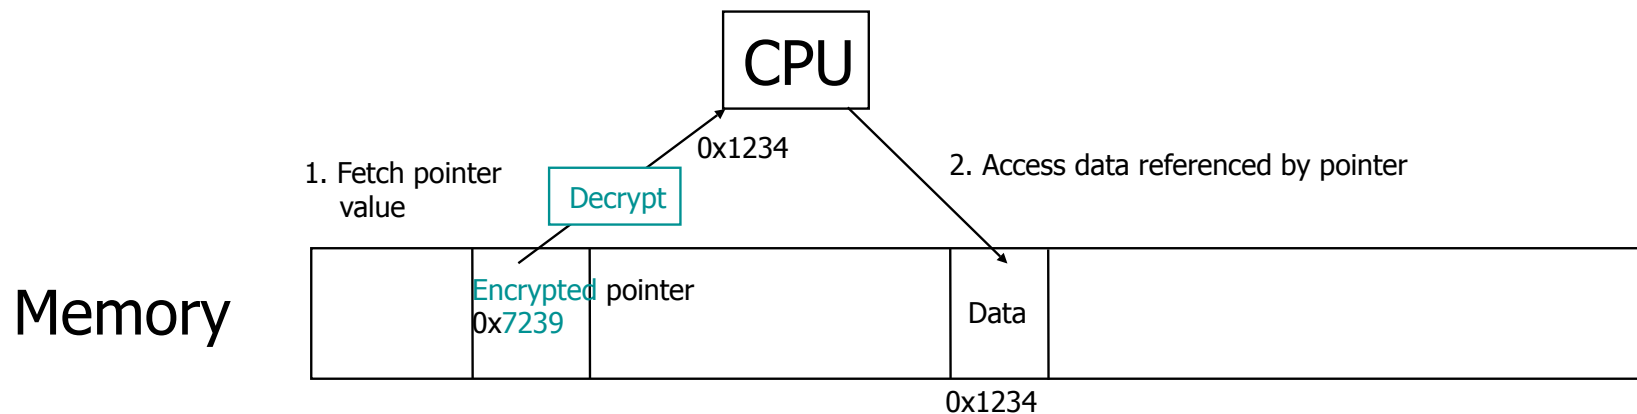 CPU
0x1234
1. Fetch pointer
value
2. Access data referenced by pointer
Decrypt
Memory
Encrypted pointer
0x7239
Data
0x1234